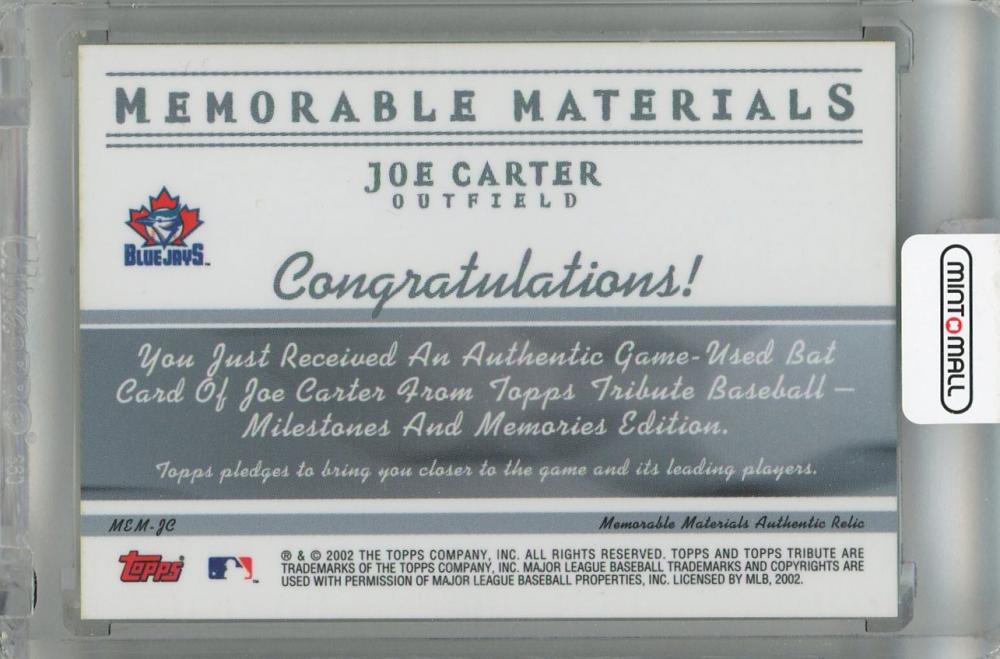 MEMORABLE MATERIALS
JOE CARTER
OUTFIELD
BLUE JAYS
Congratulations!
You Just Received An Authentic Game-Used Bat
Card Of Joe Carter From Topps Tribute Baseball –
Milestones And Memories Edition.
Topps pledges to bring you closer to the game and its leading players.
MEM-JC
Memorable Materials Authentic Relic
Topps
® & © 2002 THE TOPPS COMPANY, INC. ALL RIGHTS RESERVED. TOPPS AND TOPPS TRIBUTE ARE
TRADEMARKS OF THE TOPPS COMPANY, INC. MAJOR LEAGUE BASEBALL TRADEMARKS AND COPYRIGHTS ARE
USED WITH PERMISSION OF MAJOR LEAGUE BASEBALL PROPERTIES, INC. LICENSED BY MLB, 2002.
MINT MALL